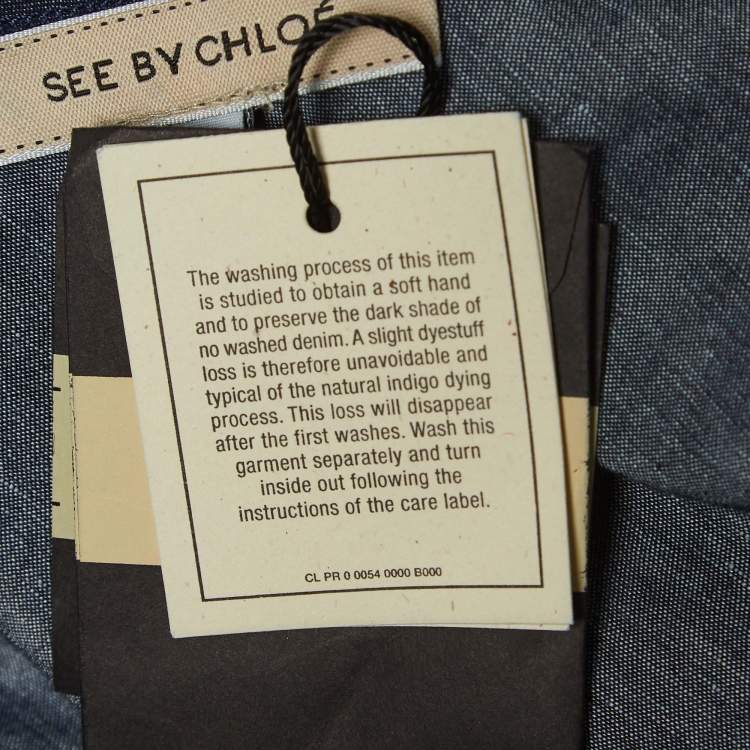 SEE BY CHLOÉ
The washing process of this item
is studied to obtain a soft hand
and to preserve the dark shade of
no washed denim. A slight dyestuff
loss is therefore unavoidable and
typical of the natural indigo dying
process. This loss will disappear
after the first washes. Wash this
garment separately and turn
inside out following the
instructions of the care label.
CL PR 0 0054 0000 B000